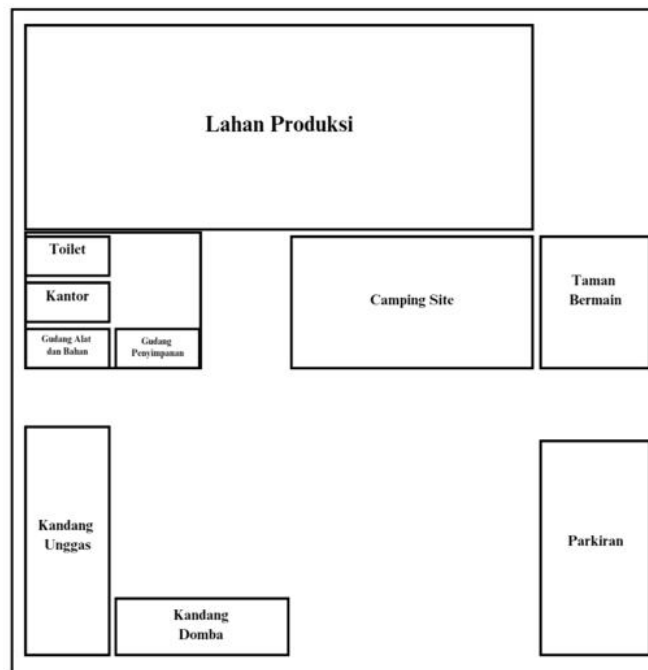 Lahan Produksi
Toilet
Kantor
Gudang Alat
dan Bahan
Gudang
Penyimpanan
Camping Site
Taman
Bermain
Kandang
Unggas
Kandang
Domba
Parkiran